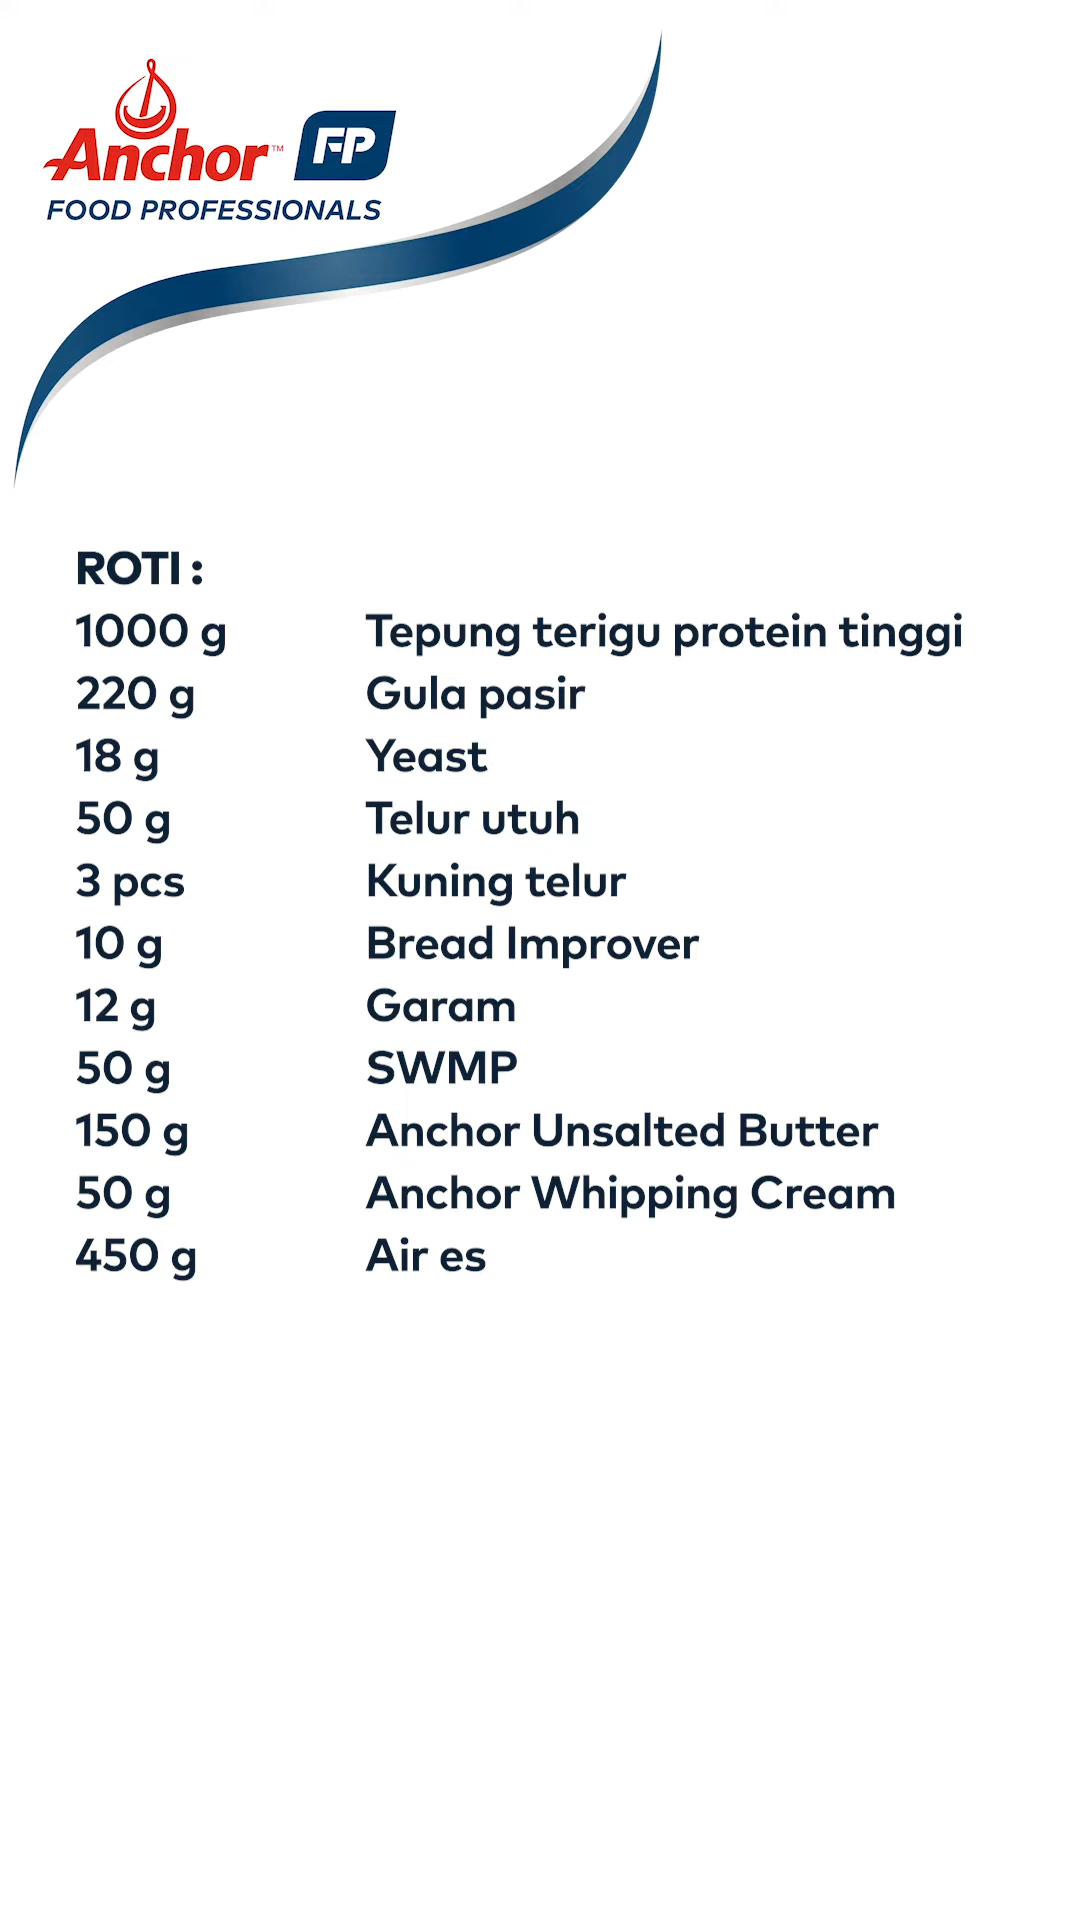 Anchor™ FP
FOOD PROFESSIONALS
ROTI :
1000 g Tepung terigu protein tinggi
220 g Gula pasir
18 g Yeast
50 g Telur utuh
3 pcs Kuning telur
10 g Bread Improver
12 g Garam
50 g SWMP
150 g Anchor Unsalted Butter
50 g Anchor Whipping Cream
450 g Air es